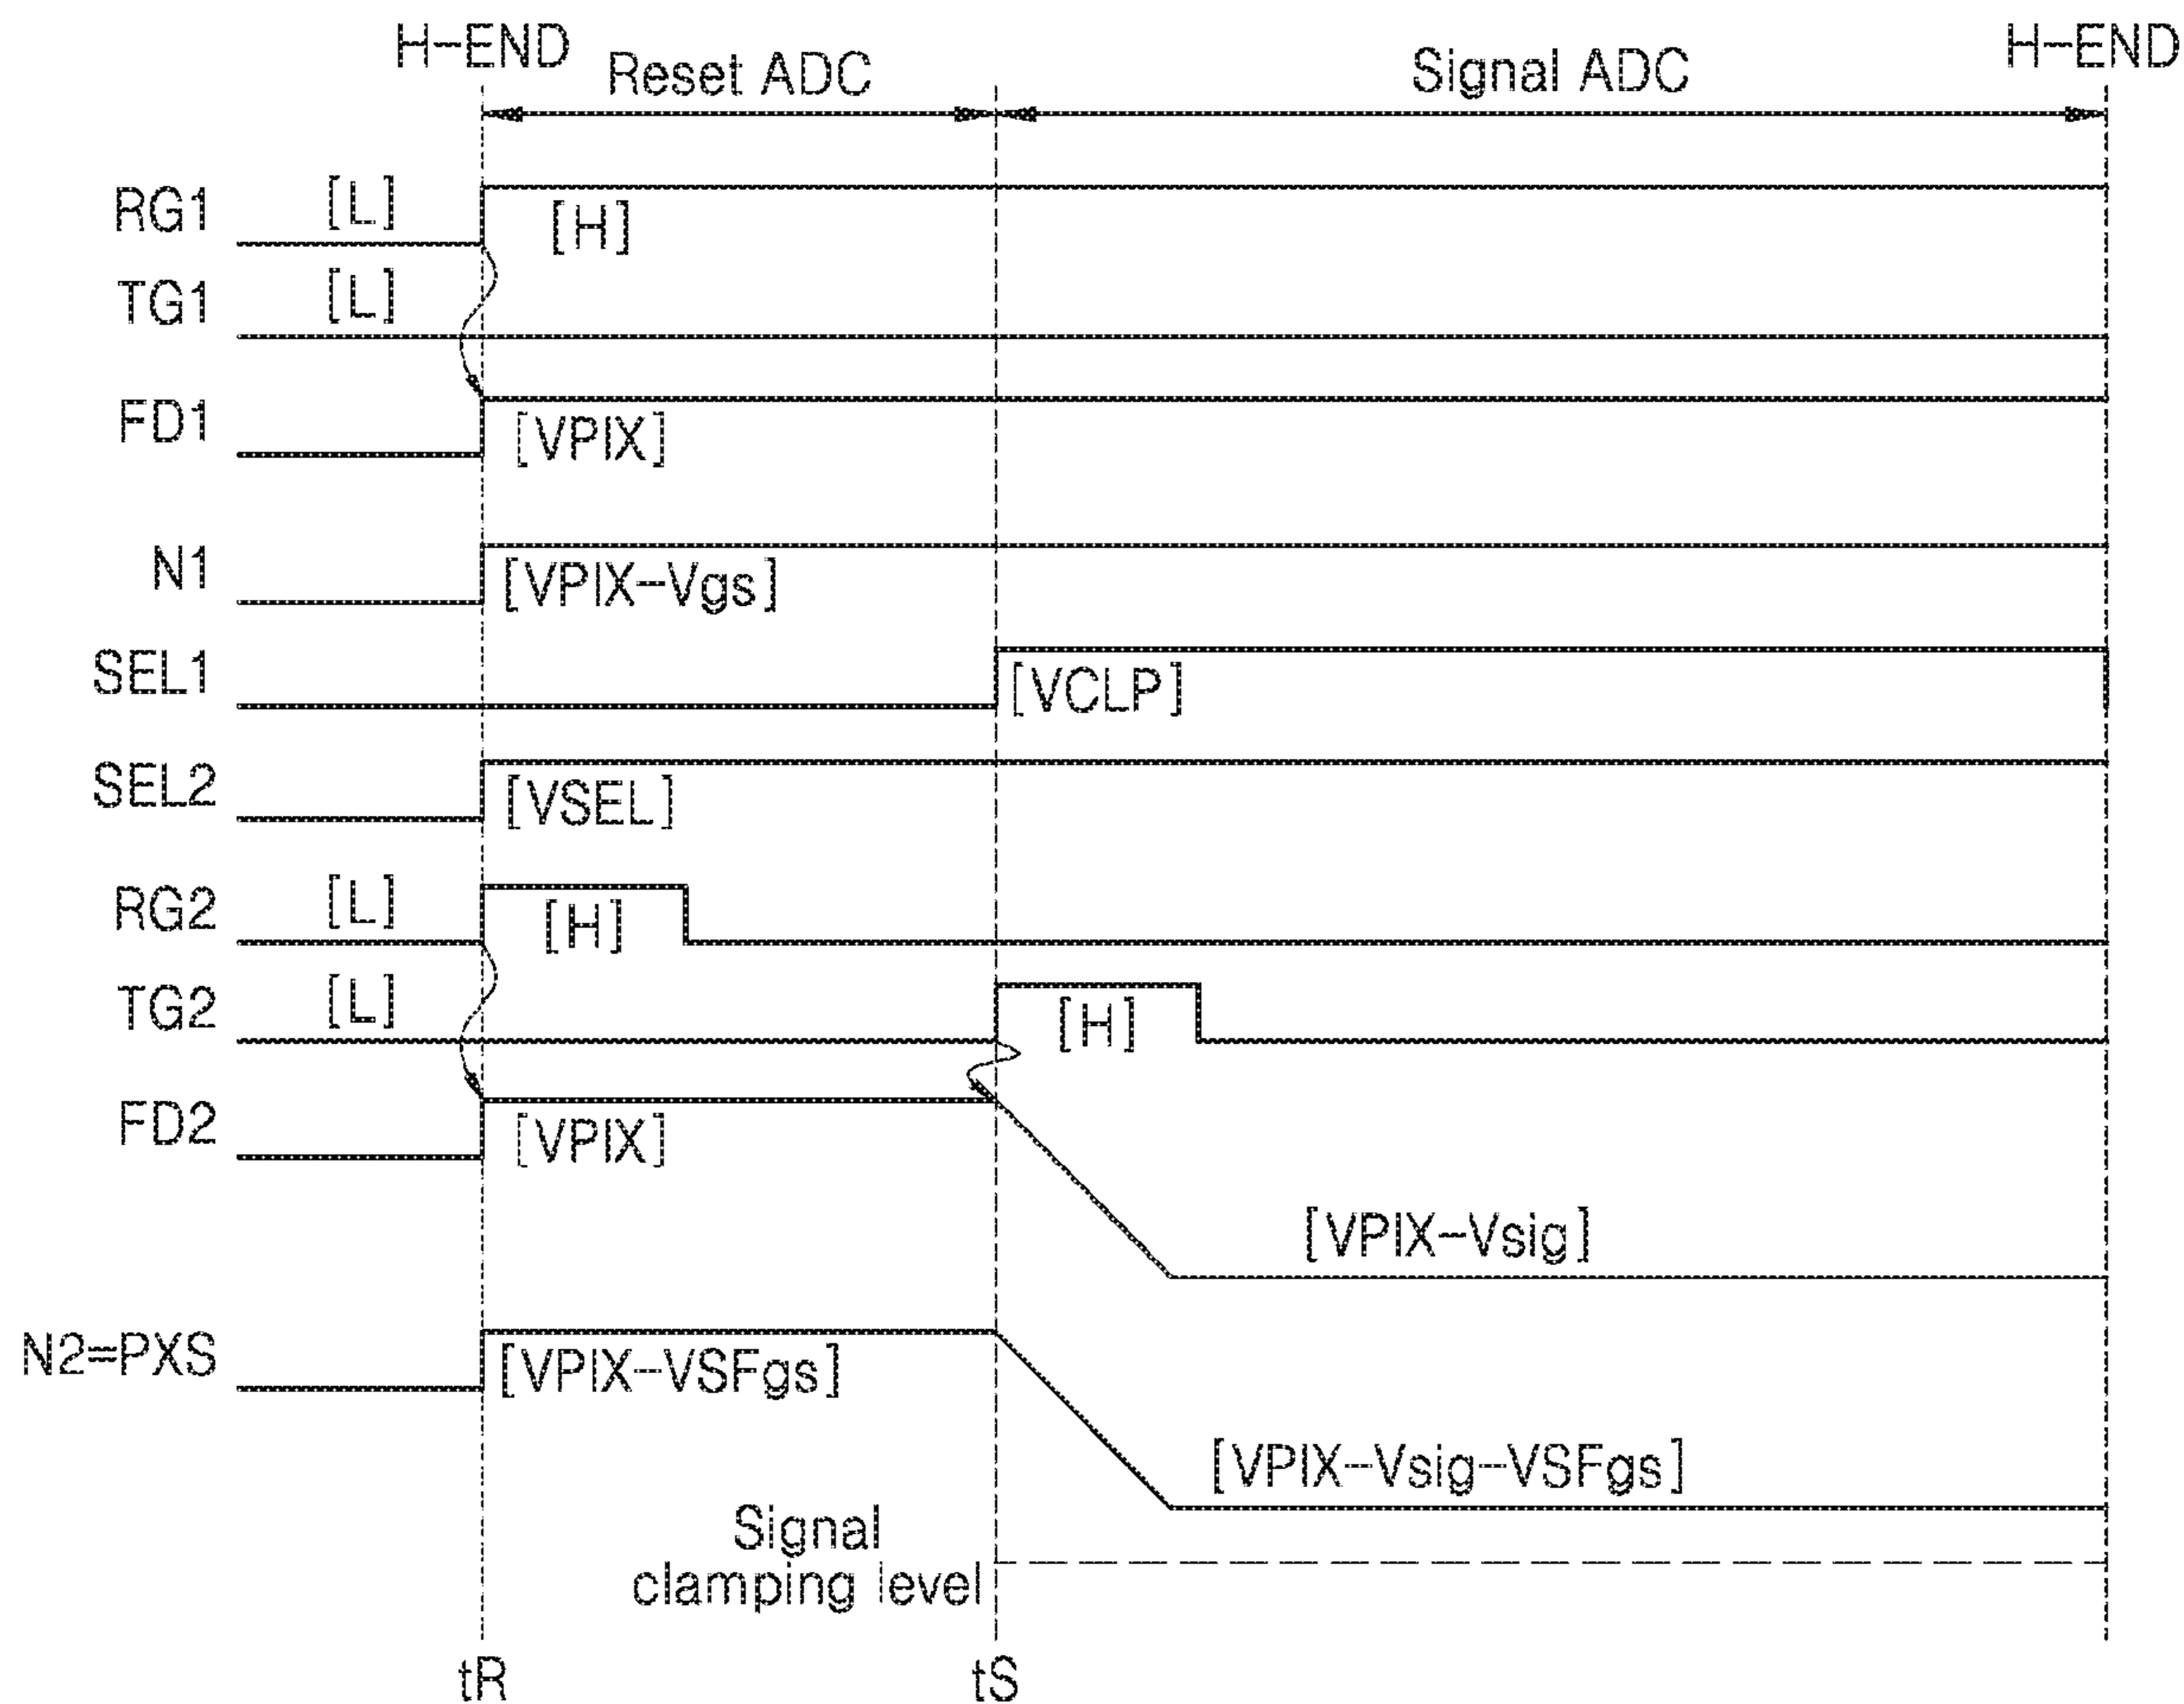 H-END Reset ADC Signal ADC H-END
RG1 [L] [H]
TG1 [L]
FD1 [VPIX]
N1 [VPIX-Vgs]
SEL1 [VCLP]
SEL2 [VSEL]
RG2 [L] [H]
TG2 [L] [H]
FD2 [VPIX]
[VPIX-Vsig]
N2=PXS [VPIX-VSFgs]
[VPIX-Vsig-VSFgs]
Signal
clamping level
tR tS